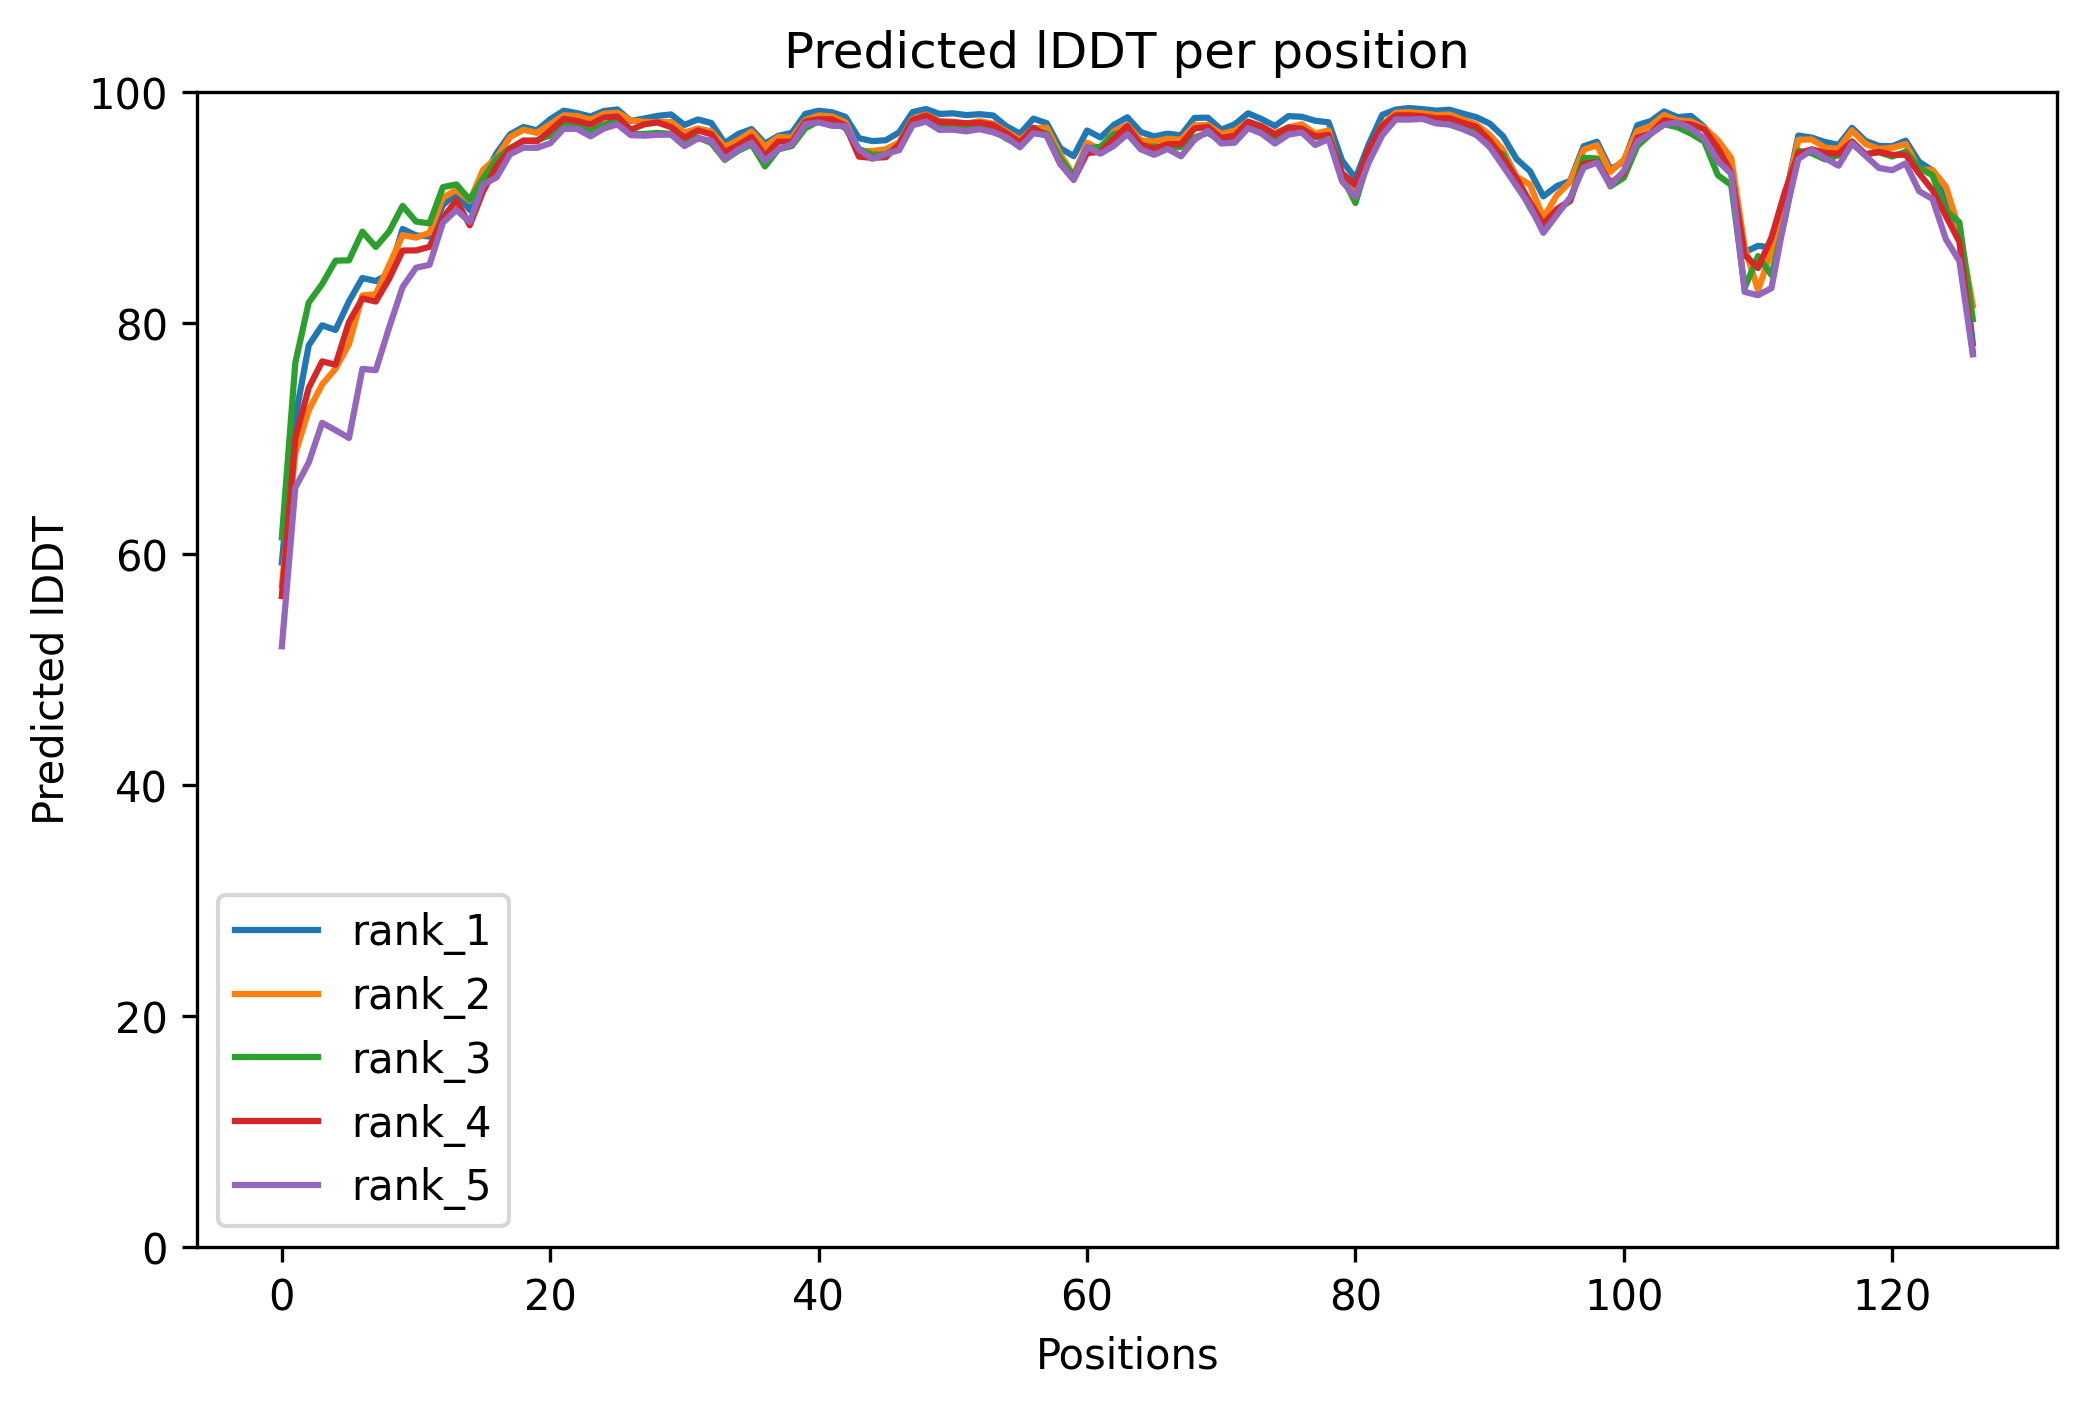 Predicted lDDT per position
100
80
60
40
20
0
Predicted lDDT
rank_1
rank_2
rank_3
rank_4
rank_5
0 20 40 60 80 100 120
Positions